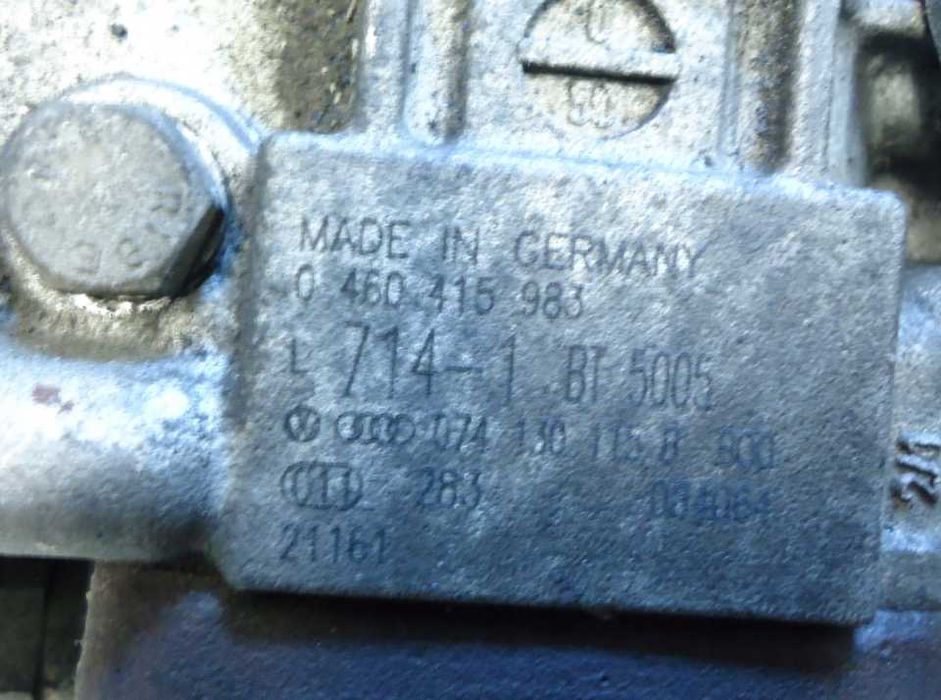 MADE IN GERMANY
0 460 415 983
L 714-1 BT 5005
074 130 115 B
283
21161